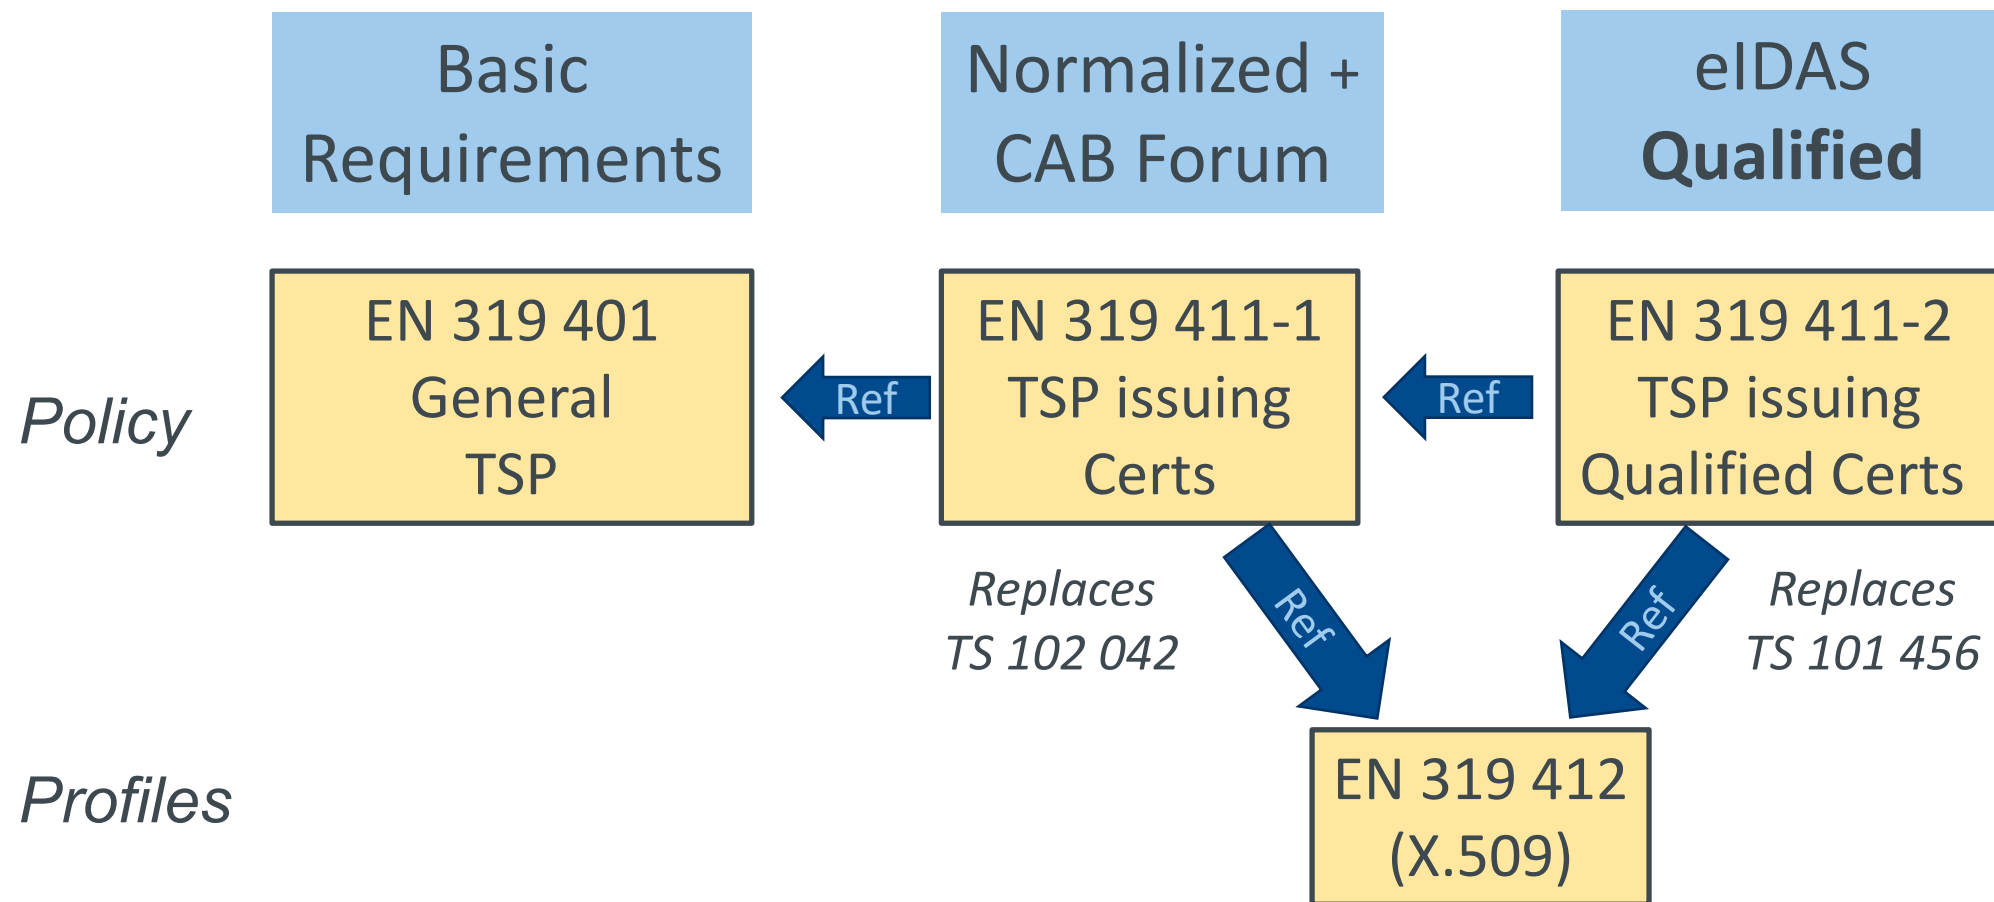 Basic
Requirements
Normalized +
CAB Forum
eIDAS
Qualified
Policy
EN 319 401
General
TSP
Ref
EN 319 411-1
TSP issuing
Certs
Ref
EN 319 411-2
TSP issuing
Qualified Certs
Replaces
TS 102 042
Ref
Ref
Replaces
TS 101 456
Profiles
EN 319 412
(X.509)